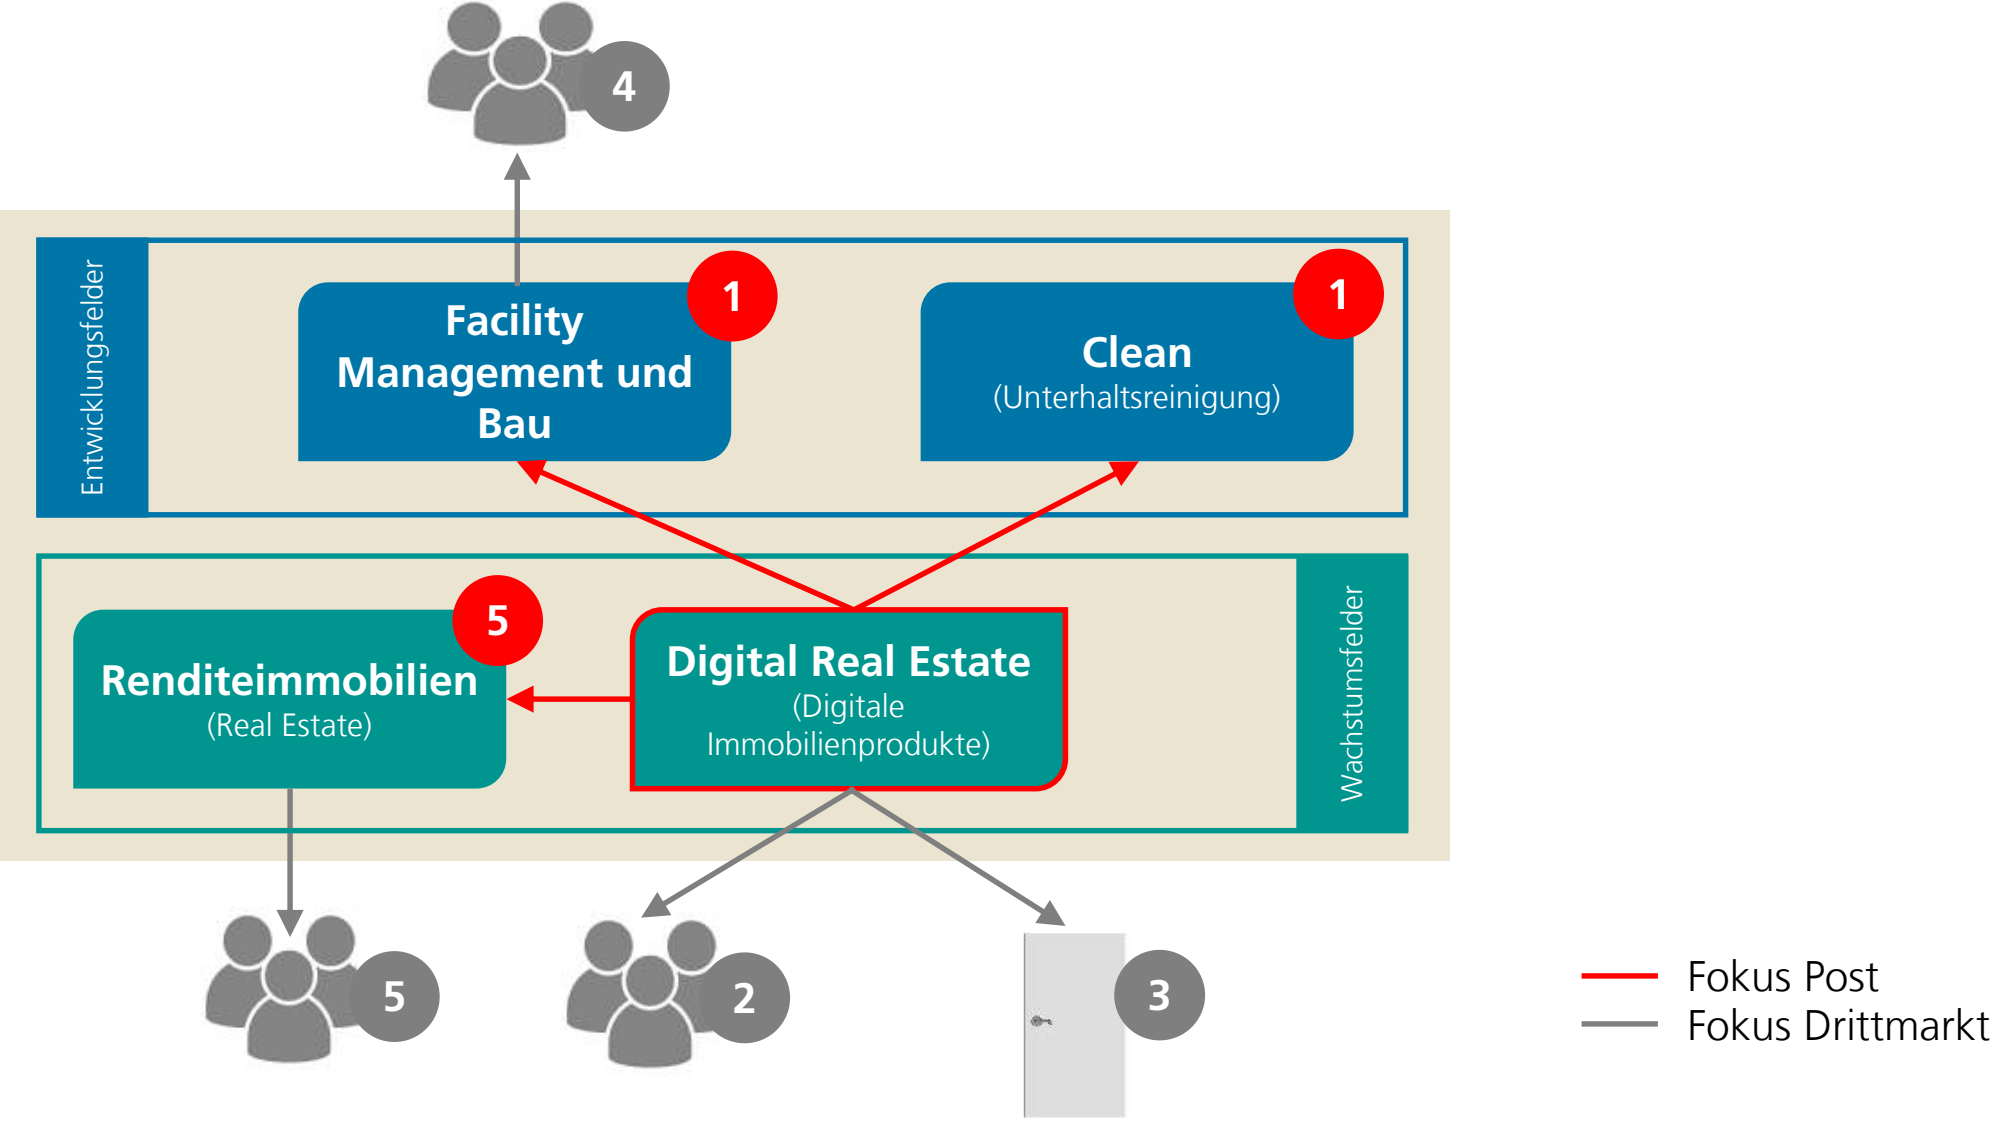 4
Entwicklungsfelder
Facility
Management und
Bau
1
Clean
(Unterhaltsreinigung)
1
Renditeimmobilien
(Real Estate)
5
Digital Real Estate
(Digitale
Immobilienprodukte)
Wachstumsfelder
5
2
3
Fokus Post
Fokus Drittmarkt